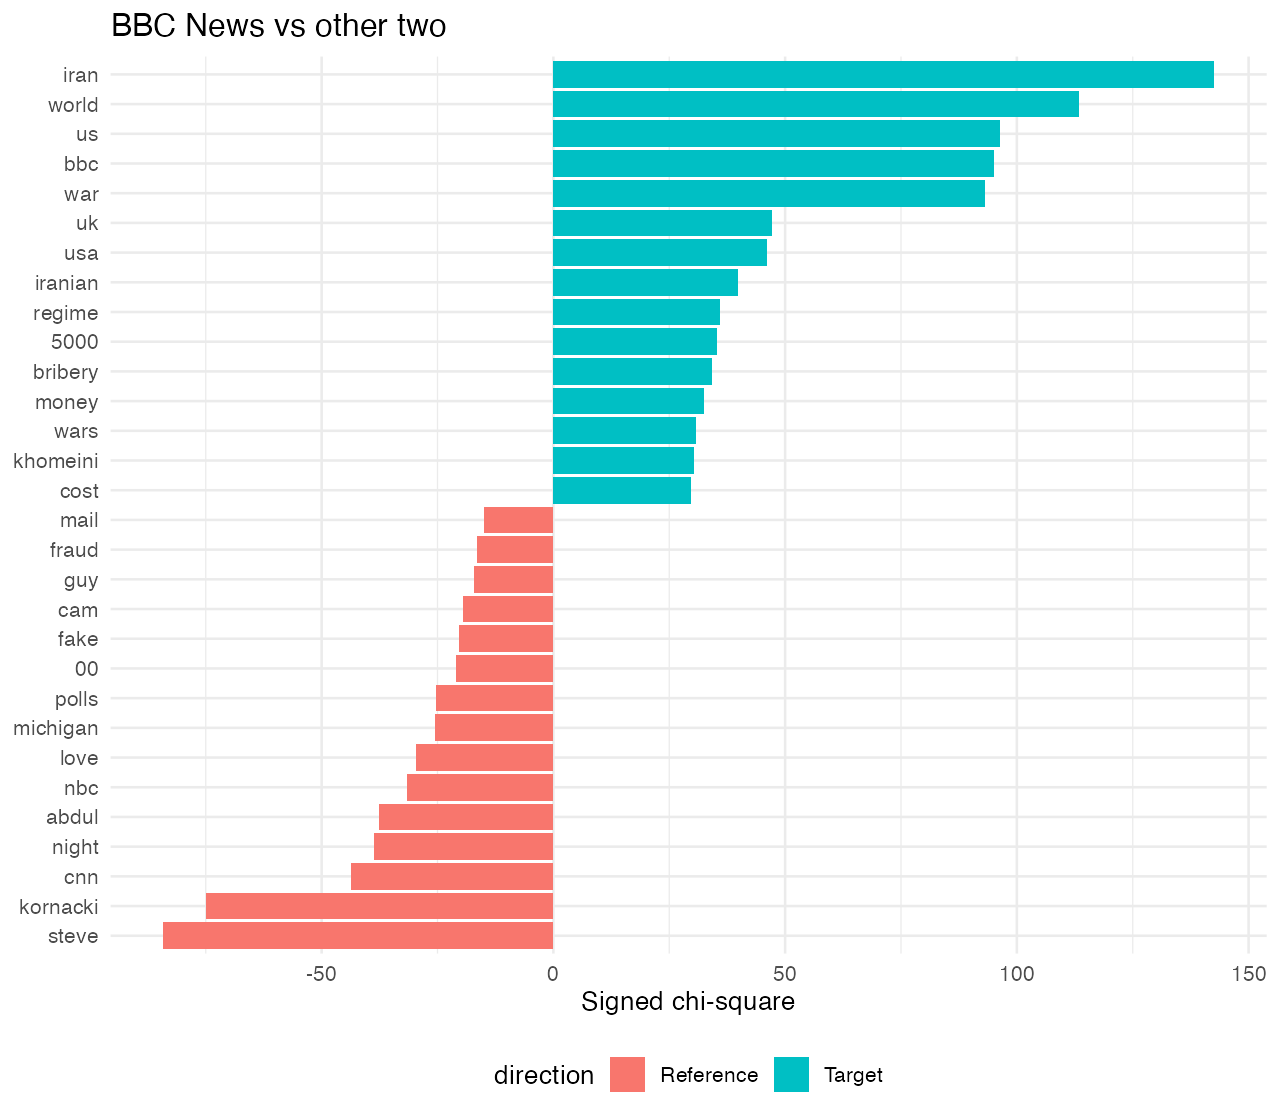 BBC News vs other two
iran
world
us
bbc
war
uk
usa
iranian
regime
5000
bribery
money
wars
khomeini
cost
mail
fraud
guy
cam
fake
00
polls
michigan
love
nbc
abdul
night
cnn
kornacki
steve
-50 0 50 100 150
Signed chi-square
direction Reference Target